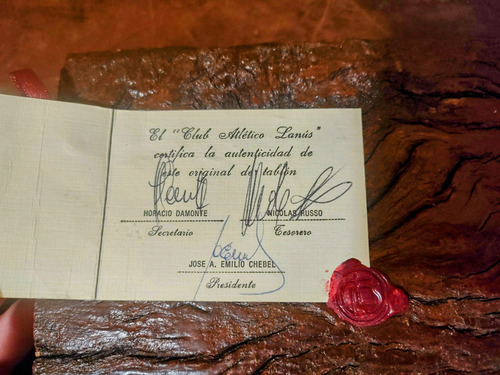 El "Club Atlético Lanús"
certifica la autenticidad de
este original de tablón
HORACIO DAMONTE
NICOLAS RUSSO
Secretario
Tesorero
JOSE A. EMILIO CHEBEL
Presidente